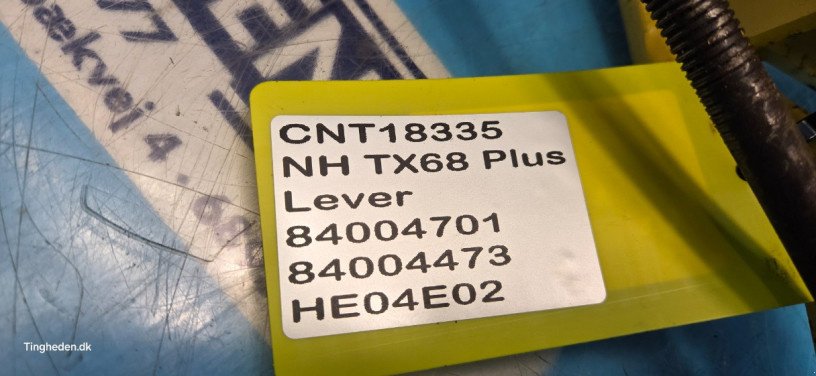 CNT18335
NH TX68 Plus
Lever
84004701
84004473
HE04E02
Tingheden.dk